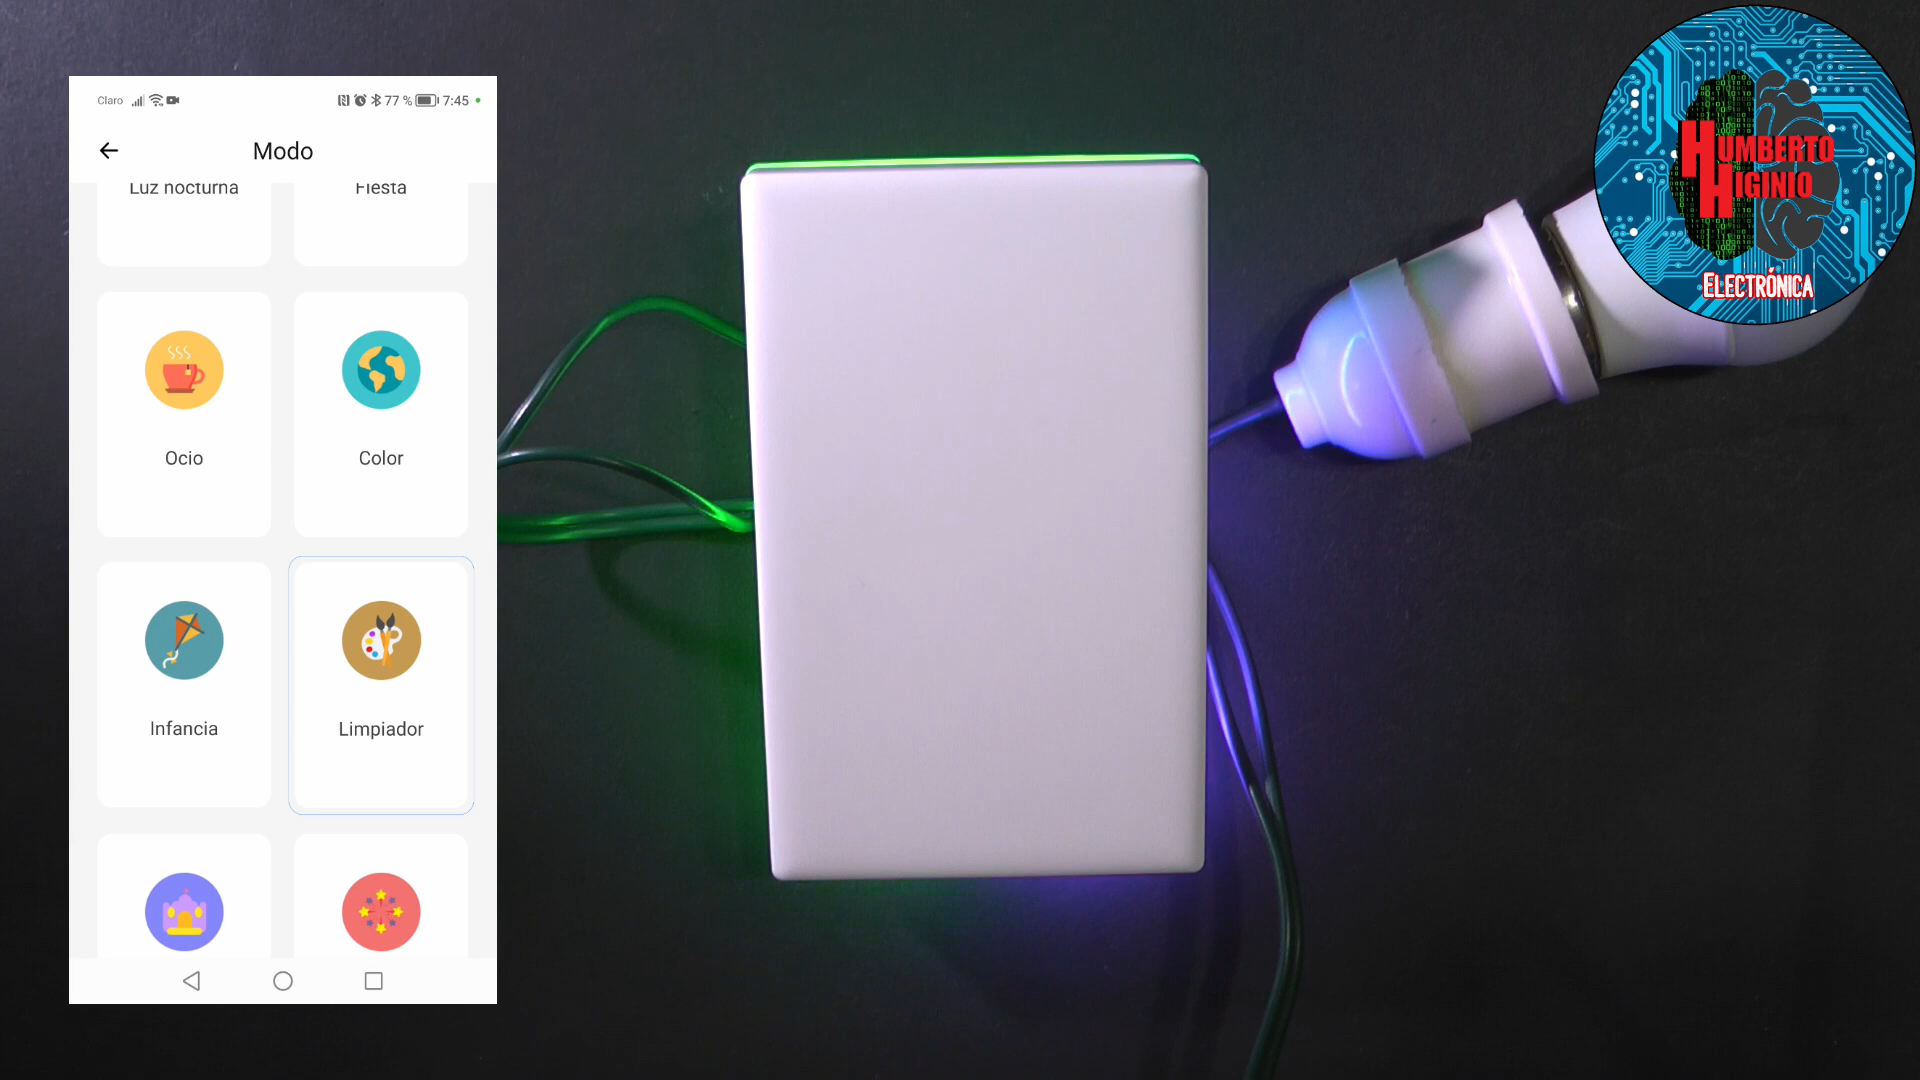 Claro
77 %
7:45
Modo
Luz nocturna
Fiesta
Ocio
Color
Infancia
Limpiador
HUMBERTO
HIGINIO
ELECTRÓNICA